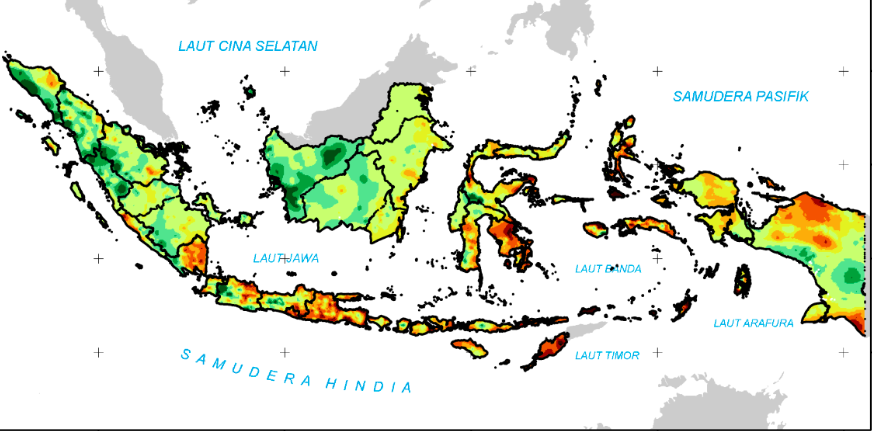 LAUT CINA SELATAN
SAMUDERA PASIFIK
LAUT JAWA
LAUT BANDA
LAUT ARAFURA
LAUT TIMOR
SAMUDERA HINDIA